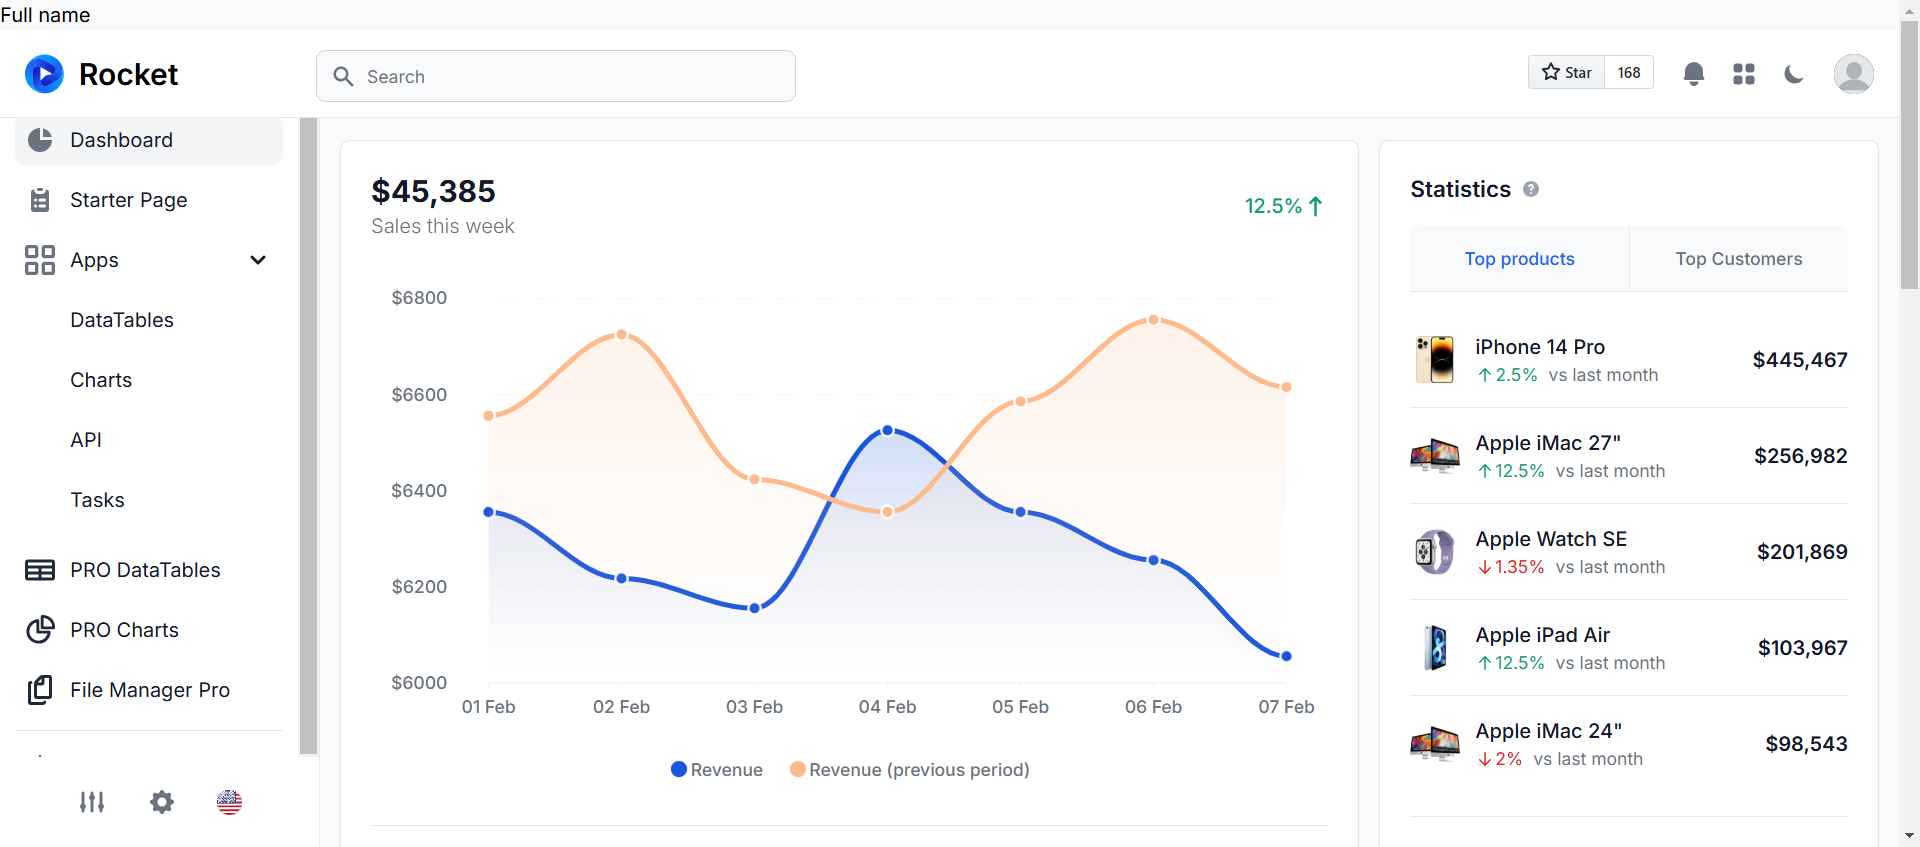 Full name
Rocket
Search
Star 168
Dashboard
Starter Page
Apps
DataTables
Charts
API
Tasks
PRO DataTables
PRO Charts
File Manager Pro
$45,385
Sales this week
12.5%
$6800
$6600
$6400
$6200
$6000
01 Feb 02 Feb 03 Feb 04 Feb 05 Feb 06 Feb 07 Feb
Revenue Revenue (previous period)
Statistics
Top products Top Customers
iPhone 14 Pro
2.5% vs last month
$445,467
Apple iMac 27"
12.5% vs last month
$256,982
Apple Watch SE
1.35% vs last month
$201,869
Apple iPad Air
12.5% vs last month
$103,967
Apple iMac 24"
2% vs last month
$98,543